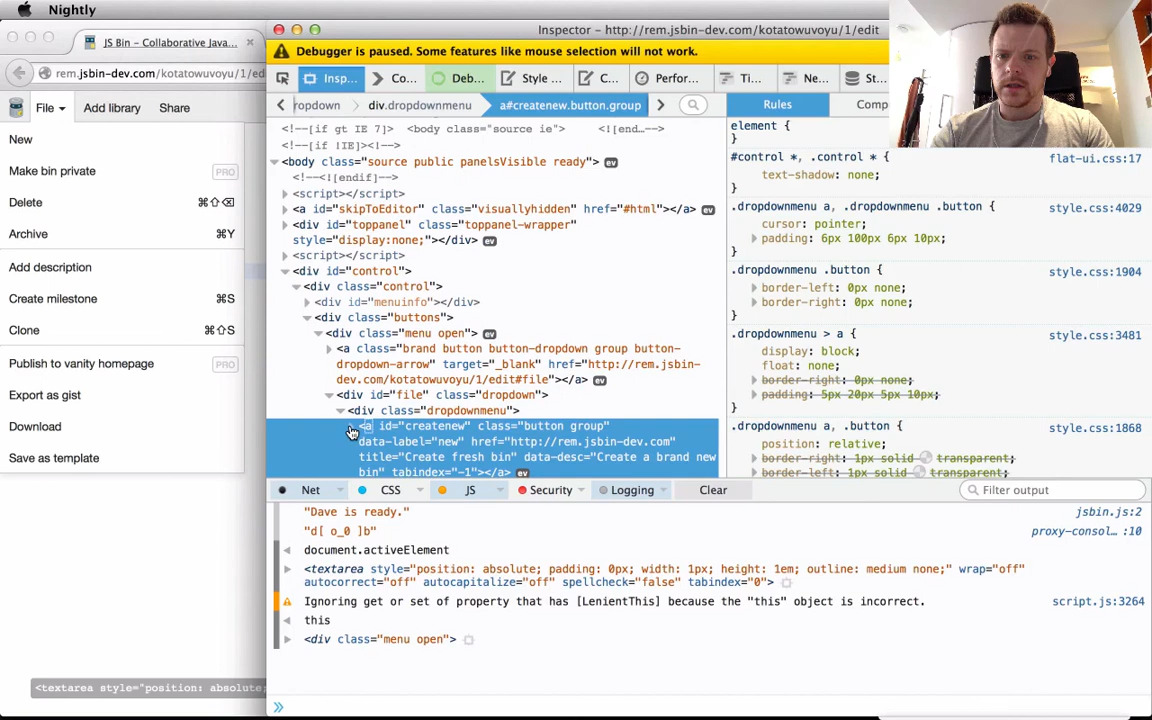 Nightly
JS Bin – Collaborative Java...
rem.jsbin-dev.com/kotatowuvoyu/1/edi
File
Add library
Share
New
Make bin private
PRO
Delete
⌘⇧⌫
Archive
⌘Y
Add description
Create milestone
⌘S
Clone
⌘⇧S
Publish to vanity homepage
PRO
Export as gist
Download
Save as template
<textarea style="position: absolute;
Inspector – http://rem.jsbin-dev.com/kotatowuvoyu/1/edit
Debugger is paused. Some features like mouse selection will not work.
Insp...
Co...
Deb...
Style ...
C...
Perfor...
Ti...
Ne...
St...
ropdown
div.dropdownmenu
a#createnew.button.group
<!--[if gt IE 7]> <body class="source ie"> <![end…-->
<!--[if !IE]><!-->
<body class="source public panelsVisible ready"> ev
<!--<![endif]-->
<script></script>
<a id="skipToEditor" class="visuallyhidden" href="#html"></a> ev
<div id="toppanel" class="toppanel-wrapper"
style="display:none;"></div> ev
<script></script>
<div id="control">
<div class="control">
<div id="menuinfo"></div>
<div class="buttons">
<div class="menu open"> ev
<a class="brand button button-dropdown group button-
dropdown-arrow" target="_blank" href="http://rem.jsbin-
dev.com/kotatowuvoyu/1/edit#file"></a> ev
<div id="file" class="dropdown">
<div class="dropdownmenu">
<a id="createnew" class="button group"
data-label="new" href="http://rem.jsbin-dev.com"
title="Create fresh bin" data-desc="Create a brand new
bin" tabindex="-1"></a> ev
Rules
Comp
element {
}
#control *, .control * {
flat-ui.css:17
text-shadow: none;
}
.dropdownmenu a, .dropdownmenu .button {
style.css:4029
cursor: pointer;
padding: 6px 100px 6px 10px;
}
.dropdownmenu .button {
style.css:1904
border-left: 0px none;
border-right: 0px none;
}
.dropdownmenu > a {
style.css:3481
display: block;
float: none;
border-right: 0px none;
padding: 5px 20px 5px 10px;
}
.dropdownmenu a, .button {
style.css:1868
position: relative;
border-right: 1px solid transparent;
border-left: 1px solid transparent;
Net
CSS
JS
Security
Logging
Clear
Filter output
"Dave is ready."
jsbin.js:2
"d[ o_0 ]b"
proxy-consol… :10
document.activeElement
<textarea style="position: absolute; padding: 0px; width: 1px; height: 1em; outline: medium none;" wrap="off"
autocorrect="off" autocapitalize="off" spellcheck="false" tabindex="0">
Ignoring get or set of property that has [LenientThis] because the "this" object is incorrect.
script.js:3264
this
<div class="menu open">